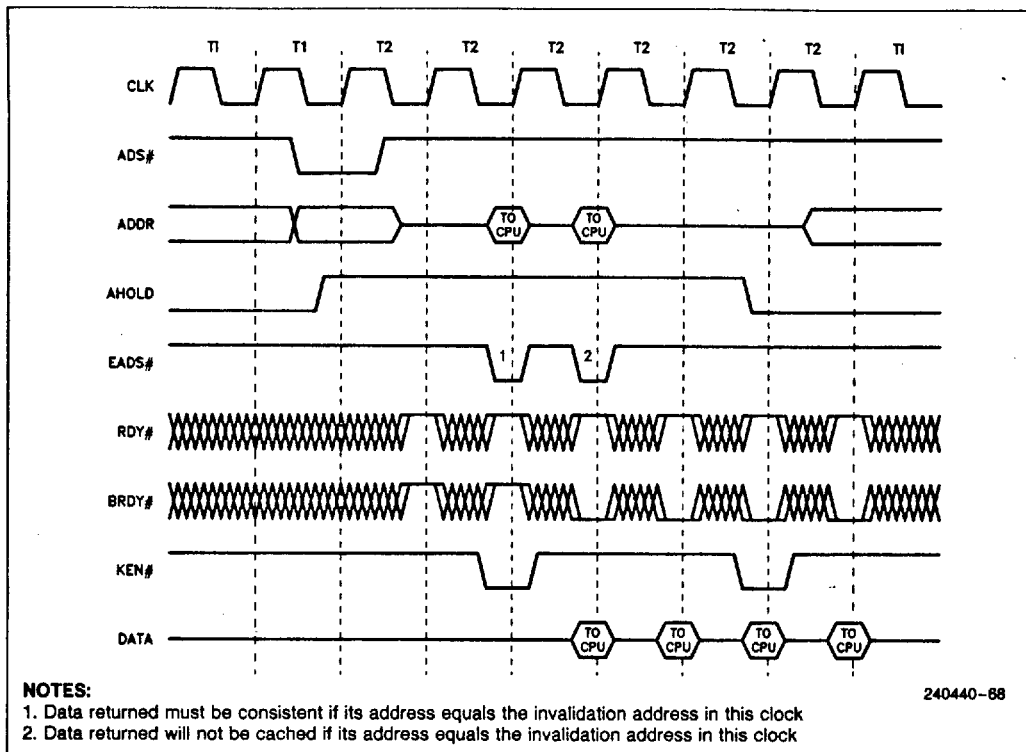 TI T1 T2 T2 T2 T2 T2 T2 TI
CLK
ADS#
ADDR TO CPU TO CPU
AHOLD
EADS# 1 2
RDY#
BRDY#
KEN#
DATA TO CPU TO CPU TO CPU TO CPU
NOTES: 240440-68
1. Data returned must be consistent if its address equals the invalidation address in this clock
2. Data returned will not be cached if its address equals the invalidation address in this clock